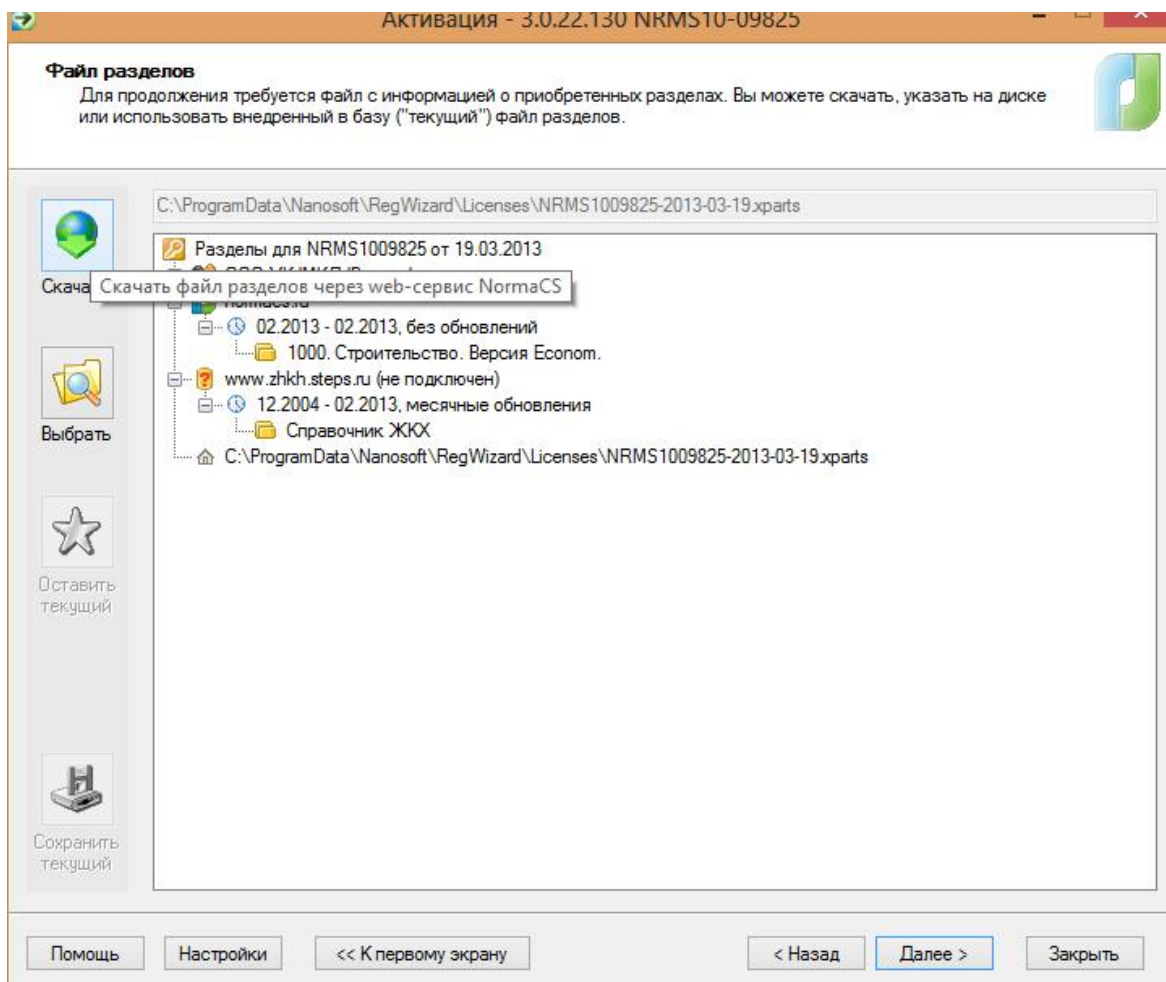 Активация - 3.0.22.130 NRMS10-09825
Файл разделов
Для продолжения требуется файл с информацией о приобретенных разделах. Вы можете скачать, указать на диске
или использовать внедренный в базу ("текущий") файл разделов.
C:\ProgramData\Nanosoft\RegWizard\Licenses\NRMS1009825-2013-03-19.xparts
Разделы для NRMS1009825 от 19.03.2013
Скача
Скачать файл разделов через web-сервис NormaCS
normacs.ru
02.2013 - 02.2013, без обновлений
1000. Строительство. Версия Econom.
www.zhkh.steps.ru (не подключен)
12.2004 - 02.2013, месячные обновления
Выбрать
Справочник ЖКХ
C:\ProgramData\Nanosoft\RegWizard\Licenses\NRMS1009825-2013-03-19.xparts
Оставить
текущий
Сохранить
текущий
Помощь
Настройки
<< К первому экрану
< Назад
Далее >
Закрыть